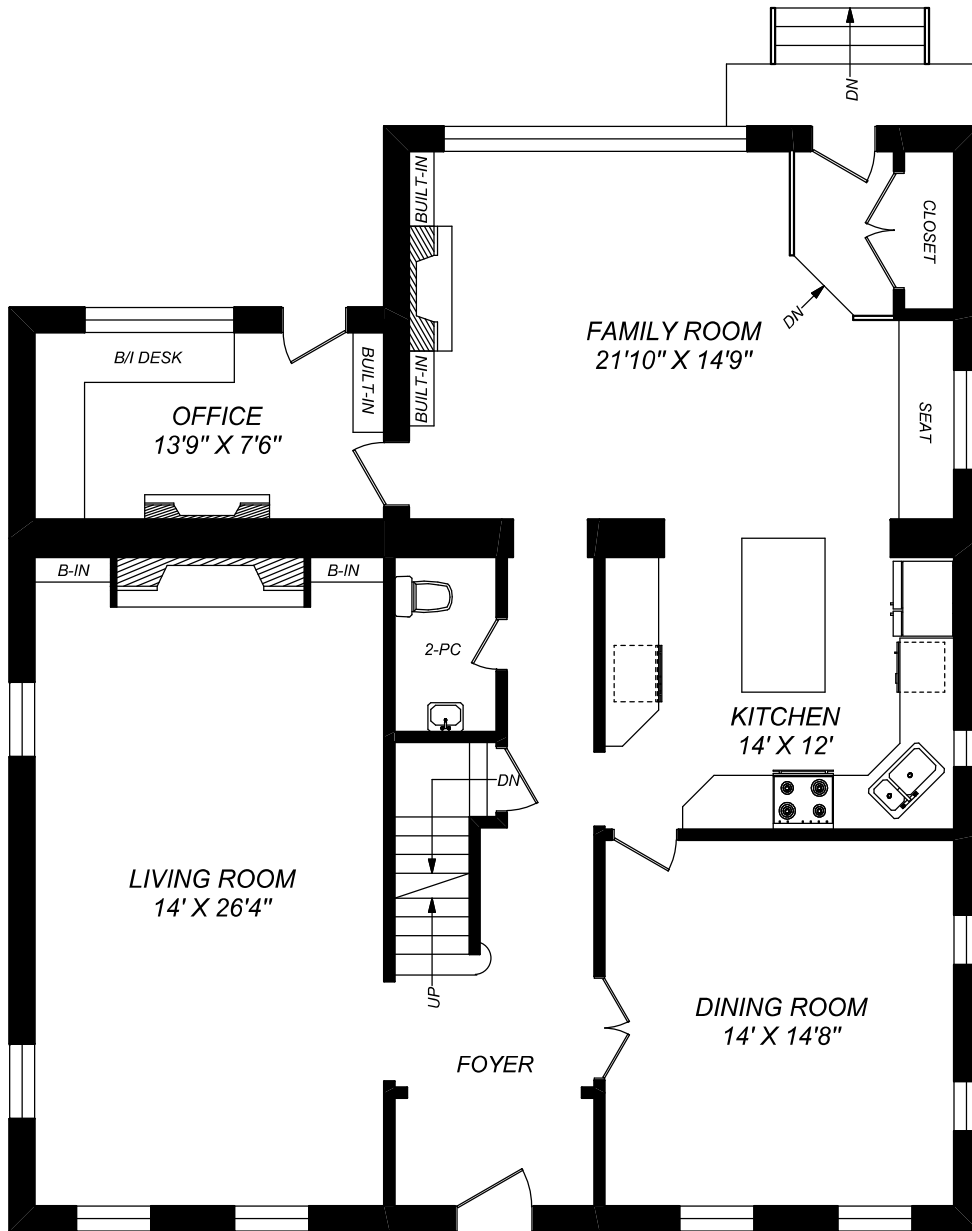 DN
BUILT-IN
CLOSET
DN
FAMILY ROOM
21'10" X 14'9"
B/I DESK
BUILT-IN
BUILT-IN
OFFICE
13'9" X 7'6"
SEAT
B-IN
B-IN
2-PC
KITCHEN
14' X 12'
DN
LIVING ROOM
14' X 26'4"
UP
DINING ROOM
14' X 14'8"
FOYER